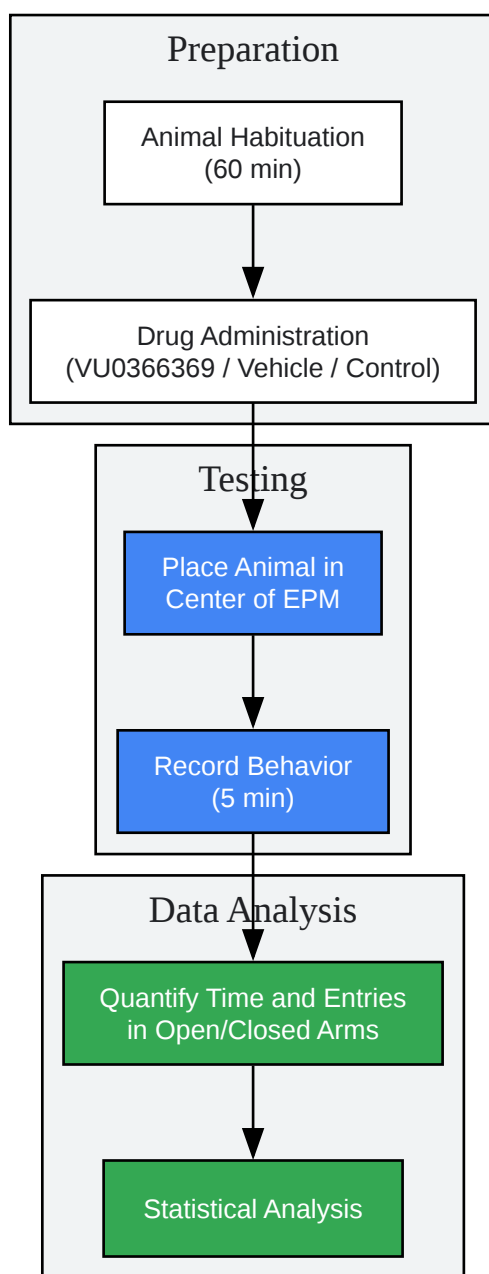 Preparation
Animal Habituation
(60 min)
Drug Administration
(VU0366369 / Vehicle / Control)
Testing
Place Animal in
Center of EPM
Record Behavior
(5 min)
Data Analysis
Quantify Time and Entries
in Open/Closed Arms
Statistical Analysis